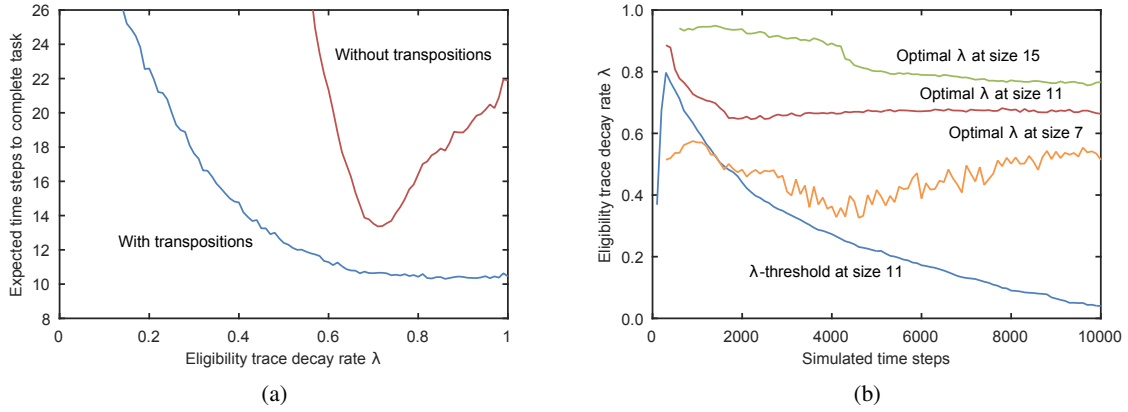 26
24
22
20
18
16
14
12
10
8
Expected time steps to complete task
Without transpositions
With transpositions
0
0.2
0.4
0.6
0.8
1
Eligibility trace decay rate λ
(a)
1.0
0.8
0.6
0.4
0.2
0.0
Eligibility trace decay rate λ
Optimal λ at size 15
Optimal λ at size 11
Optimal λ at size 7
λ-threshold at size 11
0
2000
4000
6000
8000
10000
Simulated time steps
(b)